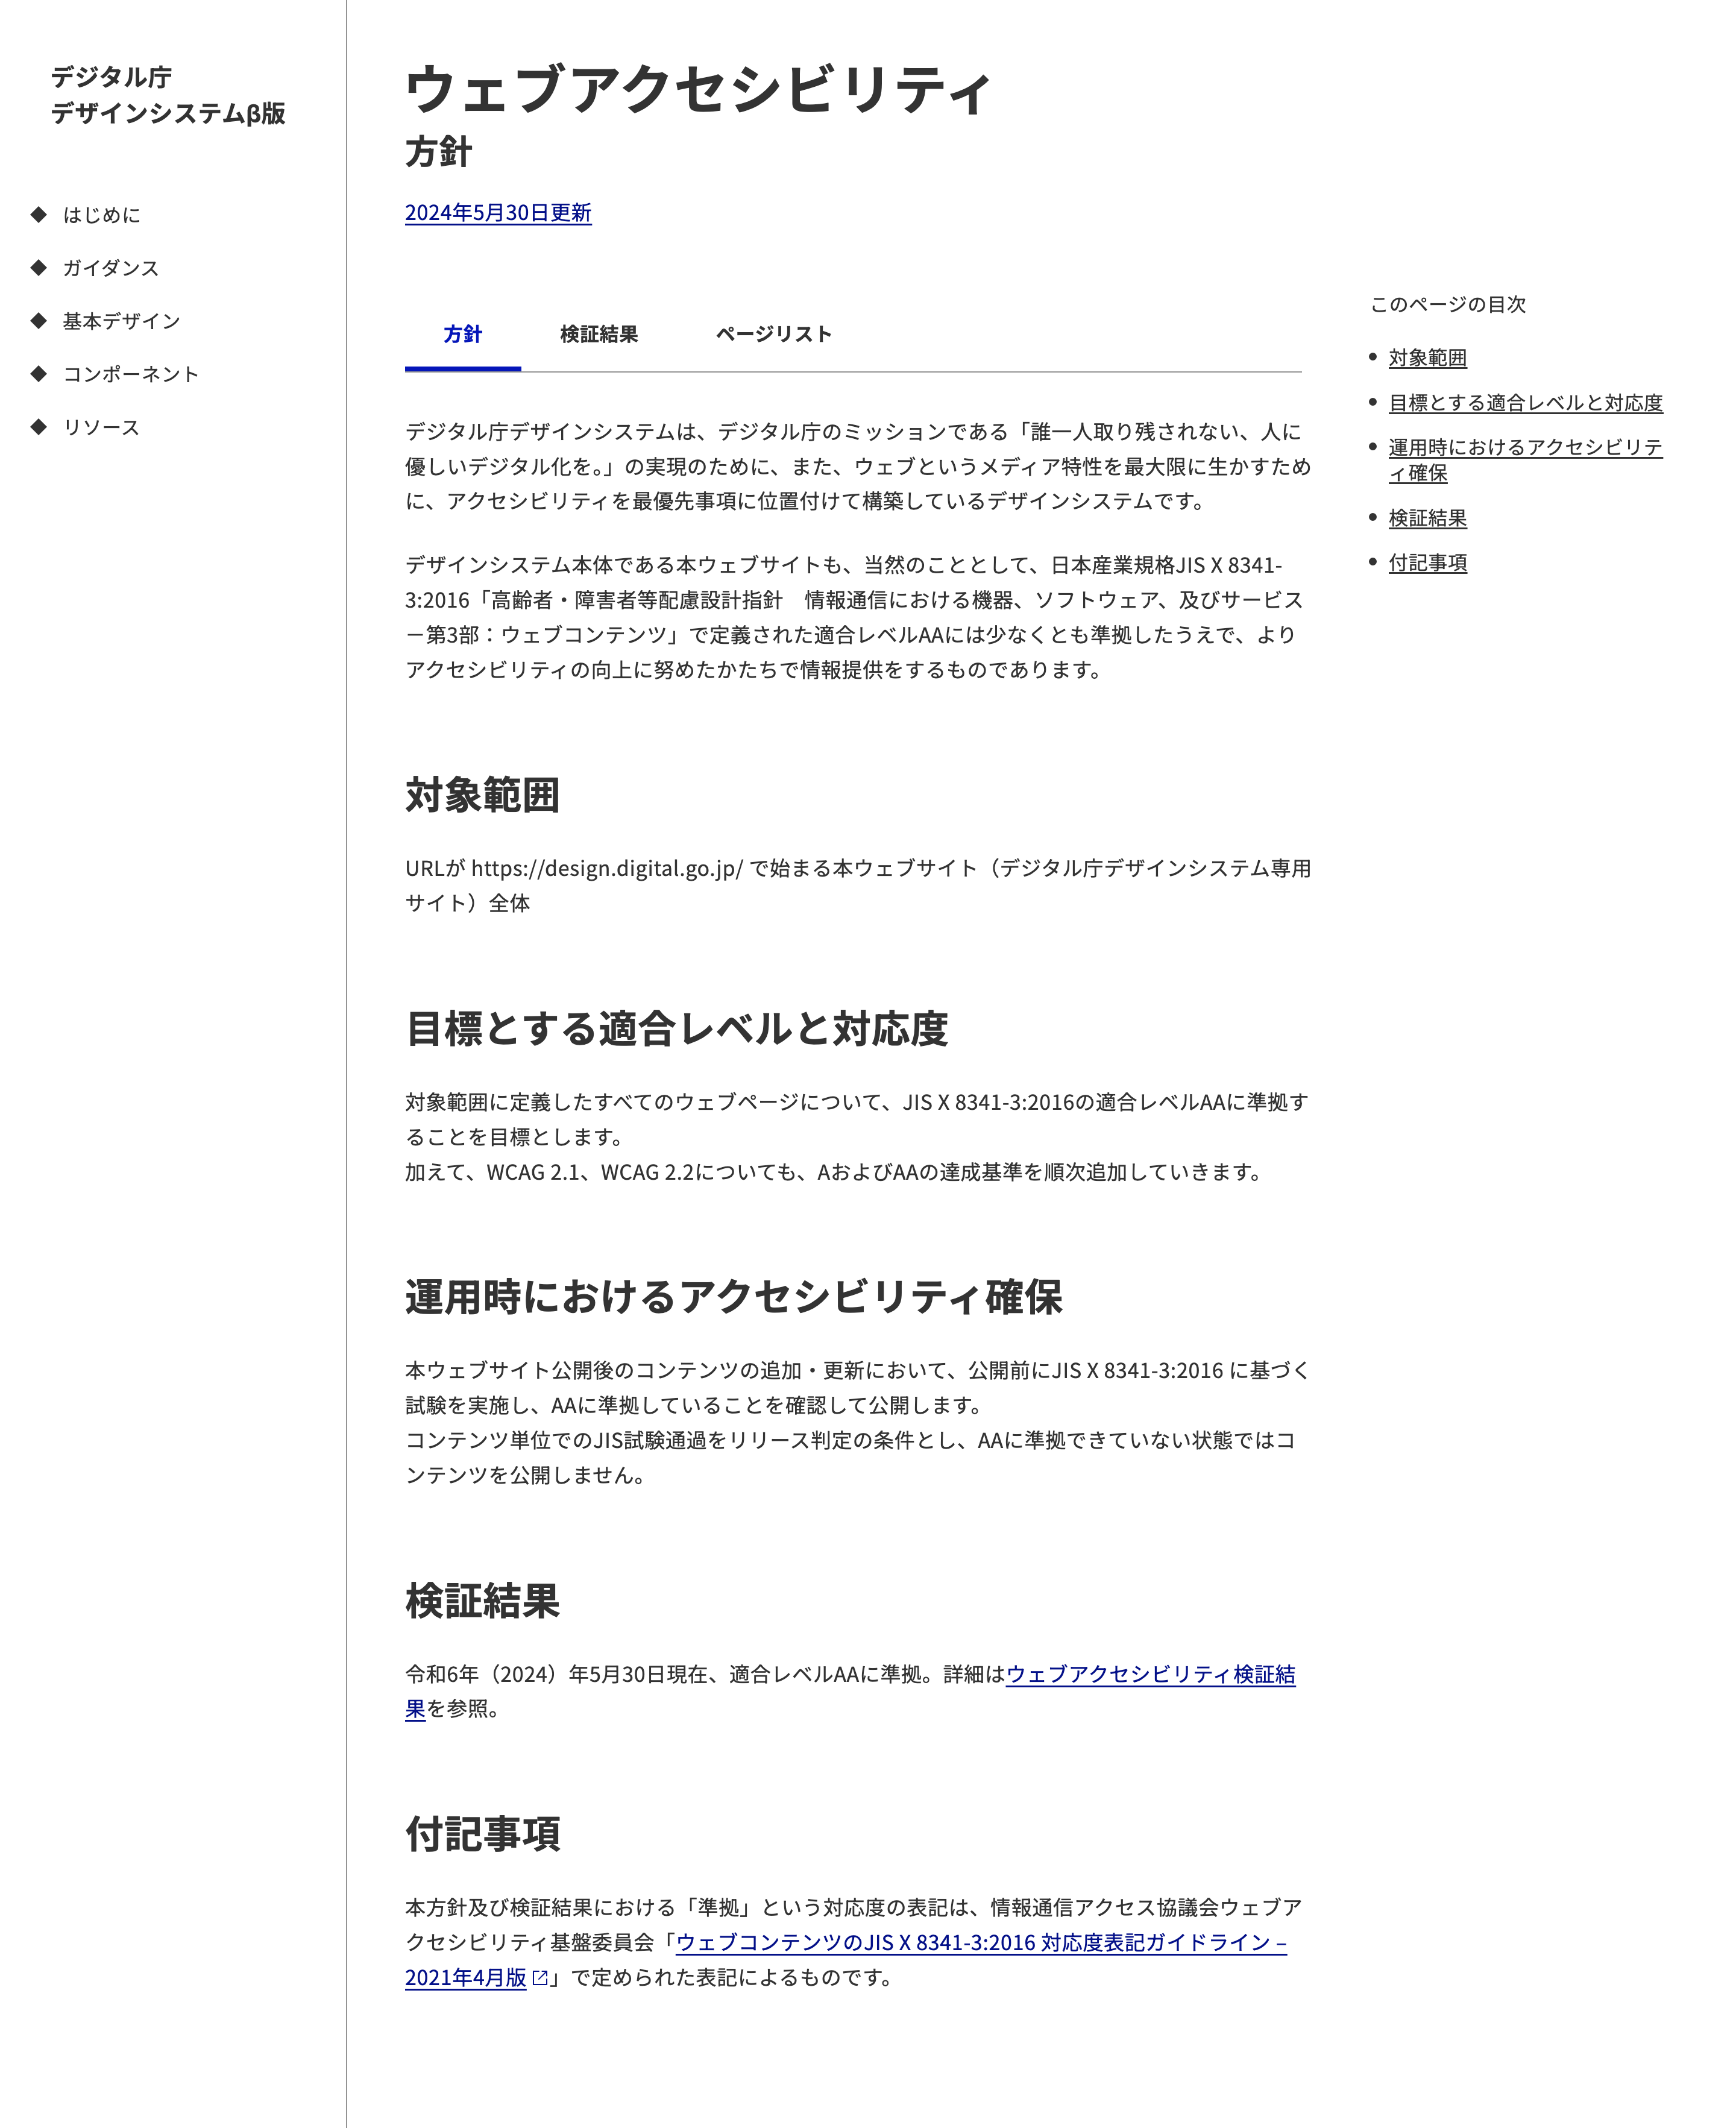 デジタル庁
デザインシステムβ版
はじめに
ガイダンス
基本デザイン
コンポーネント
リソース
ウェブアクセシビリティ
方針
2024年5月30日更新
方針 検証結果 ページリスト
デジタル庁デザインシステムは、デジタル庁のミッションである「誰一人取り残されない、人に
優しいデジタル化を。」の実現のために、また、ウェブというメディア特性を最大限に生かすため
に、アクセシビリティを最優先事項に位置付けて構築しているデザインシステムです。
デザインシステム本体である本ウェブサイトも、当然のこととして、日本産業規格JIS X 8341-
3:2016「高齢者・障害者等配慮設計指針　情報通信における機器、ソフトウェア、及びサービス
－第3部：ウェブコンテンツ」で定義された適合レベルAAには少なくとも準拠したうえで、より
アクセシビリティの向上に努めたかたちで情報提供をするものであります。
対象範囲
URLが https://design.digital.go.jp/ で始まる本ウェブサイト（デジタル庁デザインシステム専用
サイト）全体
目標とする適合レベルと対応度
対象範囲に定義したすべてのウェブページについて、JIS X 8341-3:2016の適合レベルAAに準拠す
ることを目標とします。
加えて、WCAG 2.1、WCAG 2.2についても、AおよびAAの達成基準を順次追加していきます。
運用時におけるアクセシビリティ確保
本ウェブサイト公開後のコンテンツの追加・更新において、公開前にJIS X 8341-3:2016 に基づく
試験を実施し、AAに準拠していることを確認して公開します。
コンテンツ単位でのJIS試験通過をリリース判定の条件とし、AAに準拠できていない状態ではコ
ンテンツを公開しません。
検証結果
令和6年（2024）年5月30日現在、適合レベルAAに準拠。詳細はウェブアクセシビリティ検証結
果を参照。
付記事項
本方針及び検証結果における「準拠」という対応度の表記は、情報通信アクセス協議会ウェブア
クセシビリティ基盤委員会「ウェブコンテンツのJIS X 8341-3:2016 対応度表記ガイドライン –
2021年4月版」で定められた表記によるものです。
このページの目次
対象範囲
目標とする適合レベルと対応度
運用時におけるアクセシビリテ
ィ確保
検証結果
付記事項